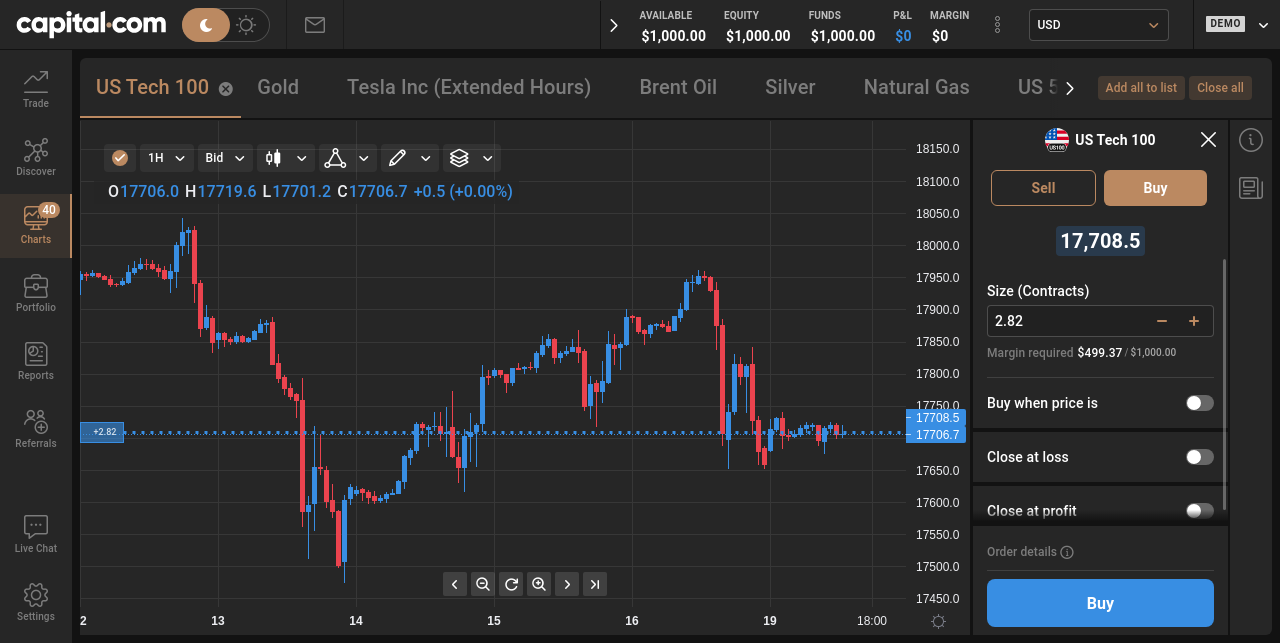 capital.com
AVAILABLE EQUITY FUNDS P&L MARGIN
$1,000.00 $1,000.00 $1,000.00 $0 $0
USD
DEMO
Trade
Discover
40
Charts
Portfolio
Reports
Referrals
Live Chat
Settings
US Tech 100 Gold Tesla Inc (Extended Hours) Brent Oil Silver Natural Gas US 5
Add all to list Close all
1H Bid
O17706.0 H17719.6 L17701.2 C17706.7 +0.5 (+0.00%)
18150.0
18100.0
18050.0
18000.0
17950.0
17900.0
17850.0
17800.0
17750.0
17708.5
17706.7
17650.0
17600.0
17550.0
17500.0
17450.0
+2.82
2 13 14 15 16 19 18:00
US100
US Tech 100
Sell Buy
17,708.5
Size (Contracts)
2.82
Margin required $499.37 / $1,000.00
Buy when price is
Close at loss
Close at profit
Order details
Buy